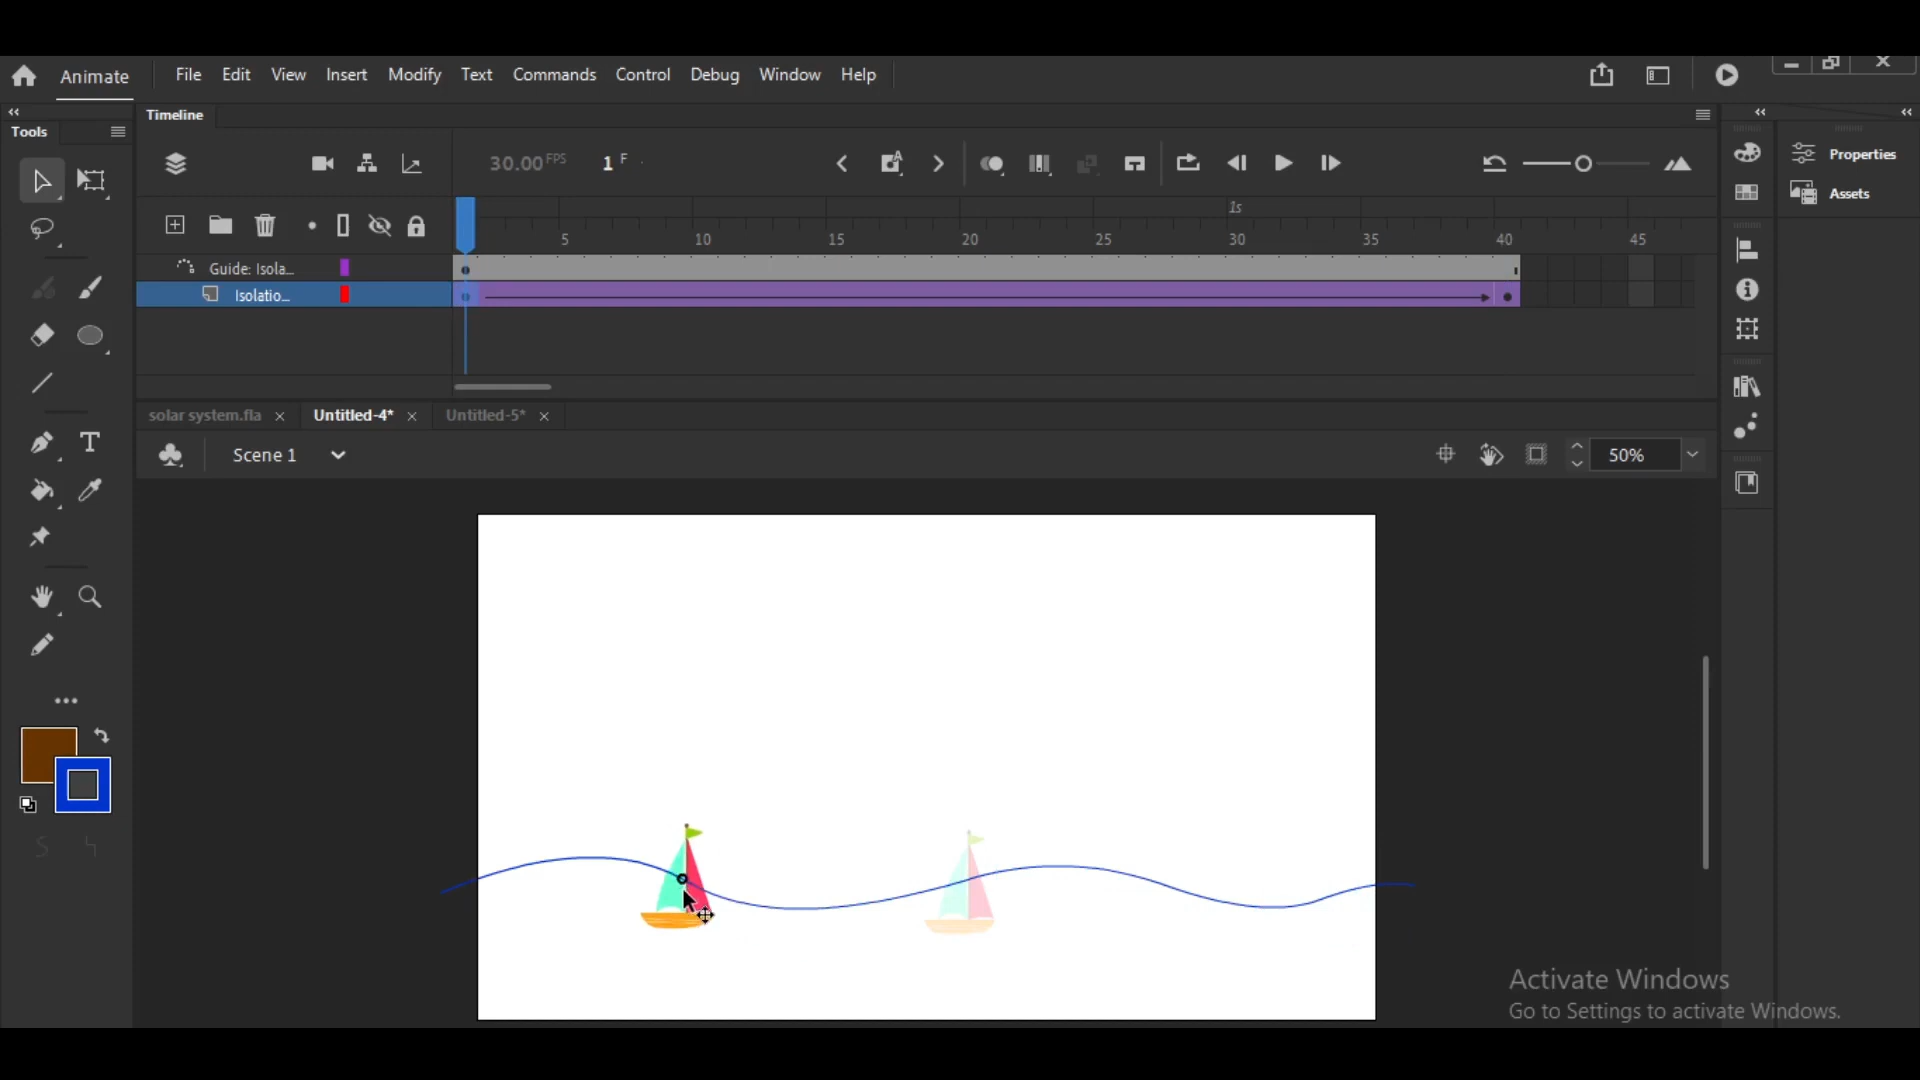 Animate File Edit View Insert Modify Text Commands Control Debug Window Help
Timeline
Tools
30.00 FPS 1 F
Properties
Assets
1s
5 10 15 20 25 30 35 40 45
Guide: Isola...
Isolatio...
solar system.fla Untitled-4* Untitled-5*
Scene 1 50%
Activate Windows
Go to Settings to activate Windows.